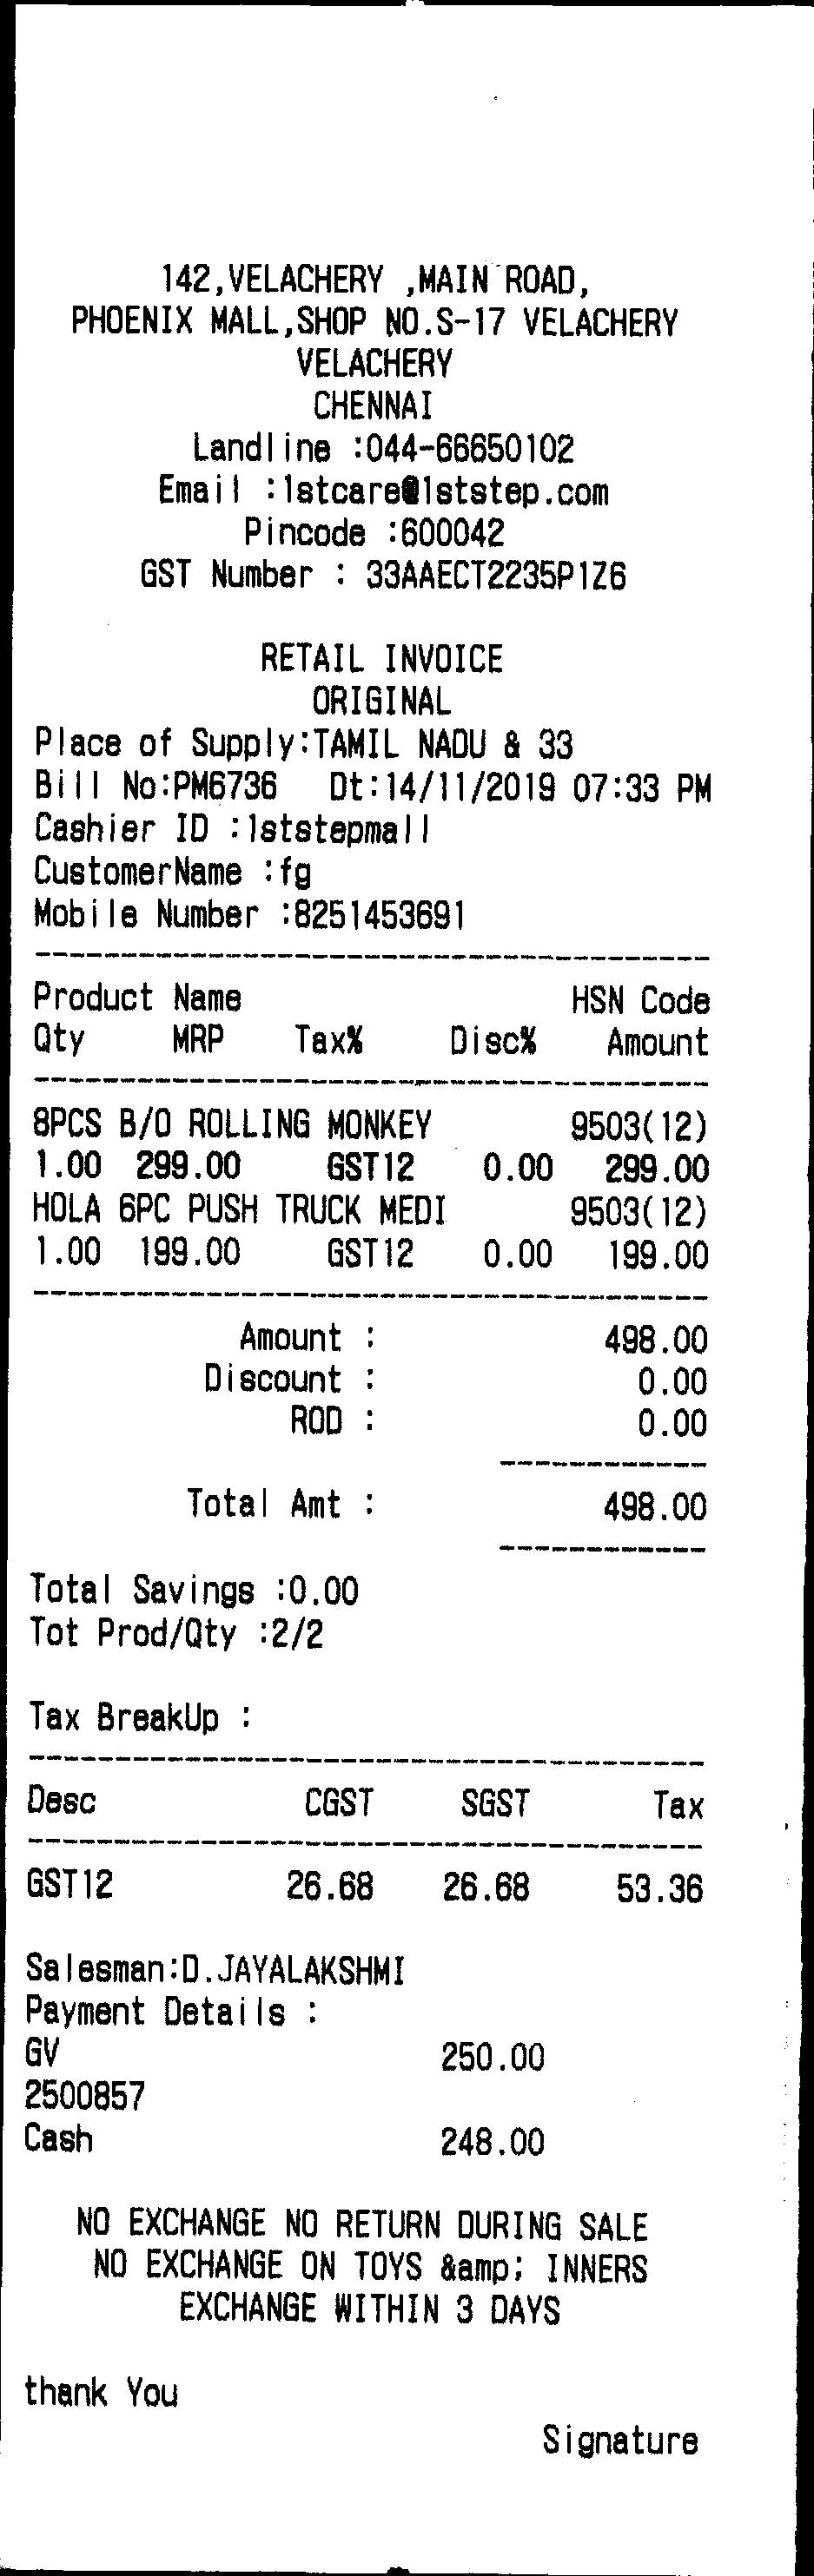 142,VELACHERY ,MAIN ROAD,
PHOENIX MALL,SHOP NO.S-17 VELACHERY
VELACHERY
CHENNAI
Landline :044-66650102
Email :1stcare@1ststep.com
Pincode :600042
GST Number : 33AAECT2235P1Z6
RETAIL INVOICE
ORIGINAL
Place of Supply:TAMIL NADU & 33
Bill No:PM6736 Dt:14/11/2019 07:33 PM
Cashier ID :1ststepmall
CustomerName :fg
Mobile Number :8251453691
Product Name HSN Code
Qty MRP Tax% Disc% Amount
8PCS B/O ROLLING MONKEY 9503(12)
1.00 299.00 GST12 0.00 299.00
HOLA 6PC PUSH TRUCK MEDI 9503(12)
1.00 199.00 GST12 0.00 199.00
Amount : 498.00
Discount : 0.00
ROD : 0.00
Total Amt : 498.00
Total Savings :0.00
Tot Prod/Qty :2/2
Tax BreakUp :
Desc CGST SGST Tax
GST12 26.68 26.68 53.36
Salesman:D.JAYALAKSHMI
Payment Details :
GV 250.00
2500857
Cash 248.00
NO EXCHANGE NO RETURN DURING SALE
NO EXCHANGE ON TOYS &amp; INNERS
EXCHANGE WITHIN 3 DAYS
thank You
Signature